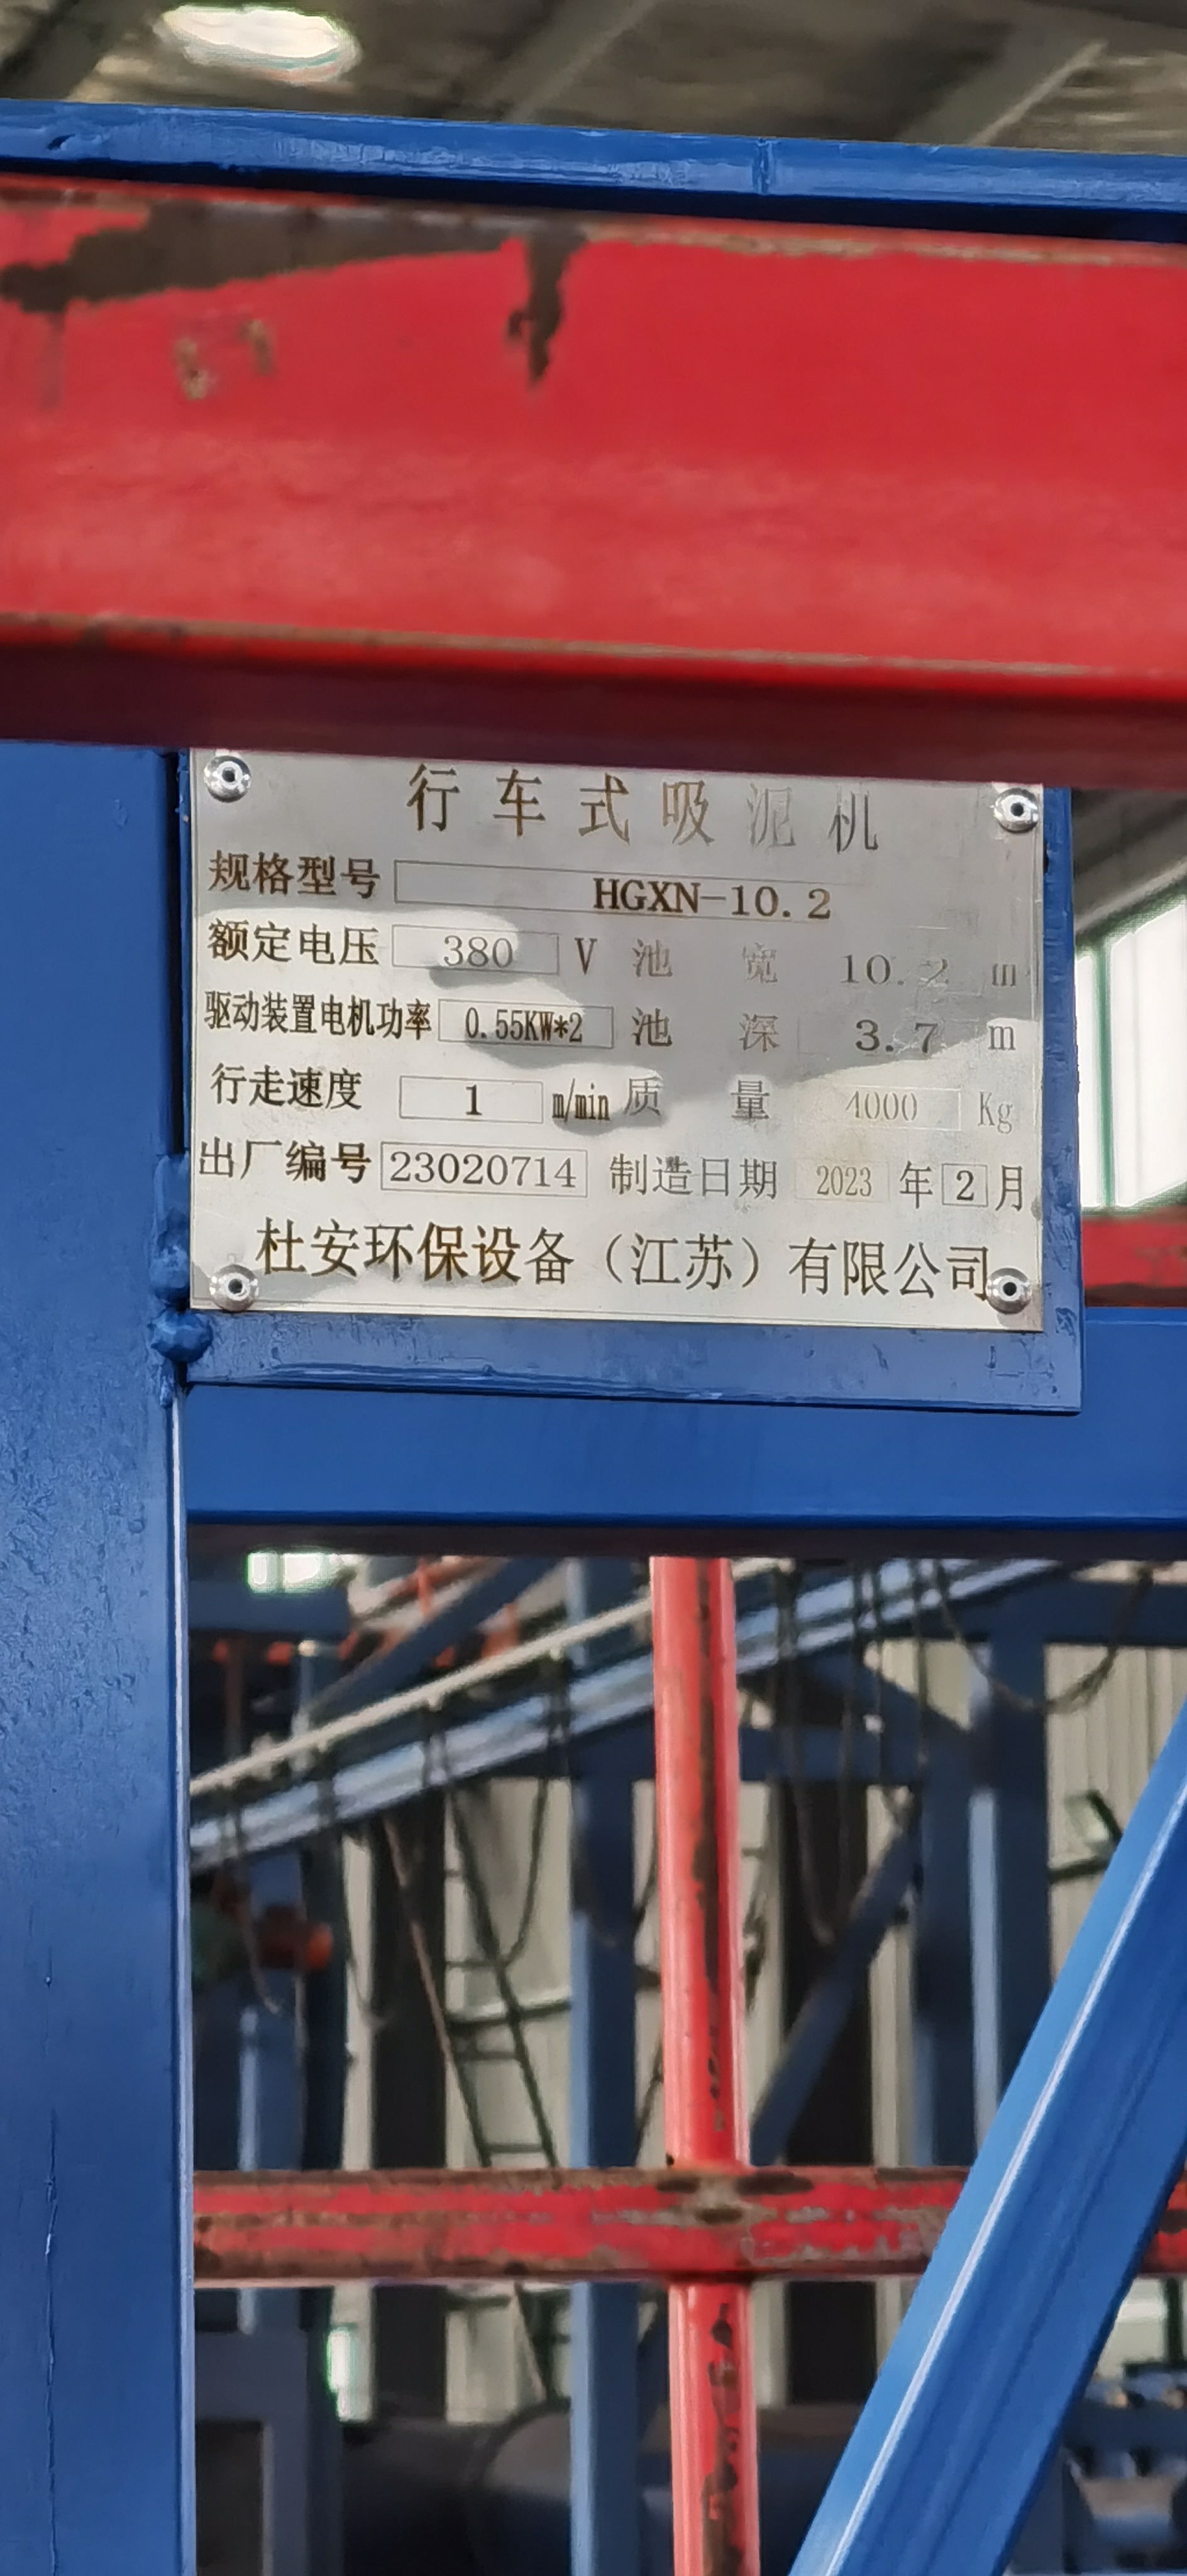 行车式吸泥机
规格型号 HGXN-10.2
额定电压 380 V 池宽 10.2 m
驱动装置电机功率 0.55KW*2 池深 3.7 m
行走速度 1 m/min 质量 4000 Kg
出厂编号 23020714 制造日期 2023 年 2 月
杜安环保设备（江苏）有限公司